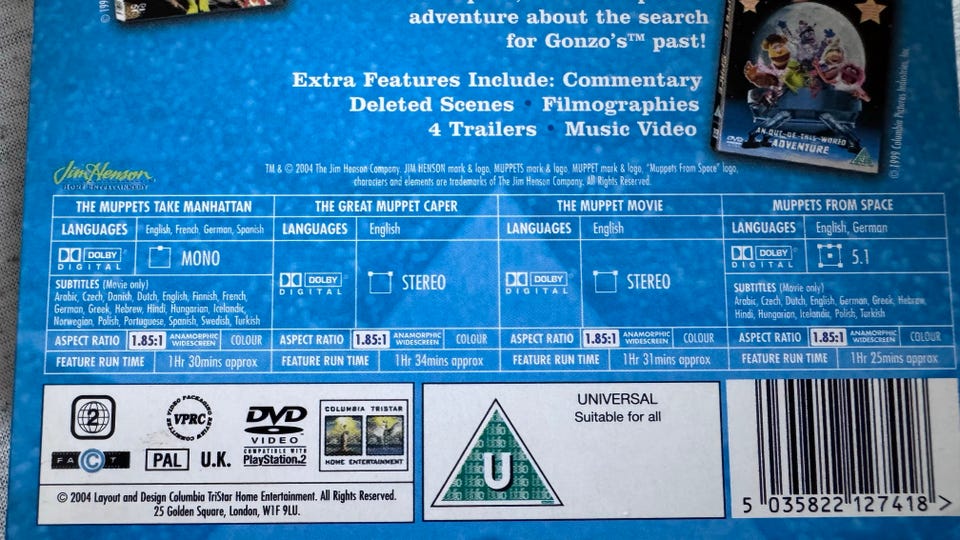 adventure about the search
for Gonzo's™ past!
Extra Features Include: Commentary
Deleted Scenes • Filmographies
4 Trailers • Music Video
DVD
AN OUT-OF-THIS-WORLD
ADVENTURE
© 1999 Columbia Pictures Industries, Inc.
© 199
Jim Henson
HOME ENTERTAINMENT
TM & © 2004 The Jim Henson Company. JIM HENSON mark & logo, MUPPETS mark & logo, MUPPET mark & logo, "Muppets From Space" logo,
characters and elements are trademarks of The Jim Henson Company. All Rights Reserved.
THE MUPPETS TAKE MANHATTAN
LANGUAGES English, French, German, Spanish
DOLBY DIGITAL MONO
SUBTITLES (Movie only)
Arabic, Czech, Danish, Dutch, English, Finnish, French,
German, Greek, Hebrew, Hindi, Hungarian, Icelandic,
Norwegian, Polish, Portuguese, Spanish, Swedish, Turkish
ASPECT RATIO 1.85:1 ANAMORPHIC WIDESCREEN COLOUR
FEATURE RUN TIME 1Hr 30mins approx
THE GREAT MUPPET CAPER
LANGUAGES English
DOLBY DIGITAL STEREO
ASPECT RATIO 1.85:1 ANAMORPHIC WIDESCREEN COLOUR
FEATURE RUN TIME 1Hr 34mins approx
THE MUPPET MOVIE
LANGUAGES English
DOLBY DIGITAL STEREO
ASPECT RATIO 1.85:1 ANAMORPHIC WIDESCREEN COLOUR
FEATURE RUN TIME 1Hr 31mins approx
MUPPETS FROM SPACE
LANGUAGES English, German
DOLBY DIGITAL 5.1
SUBTITLES (Movie only)
Arabic, Czech, Dutch, English, German, Greek, Hebrew,
Hindi, Hungarian, Icelandic, Polish, Turkish
ASPECT RATIO 1.85:1 ANAMORPHIC WIDESCREEN COLOUR
FEATURE RUN TIME 1Hr 25mins approx
2
VIDEO PACKAGING REVIEW COMMITTEE
VPRC
DVD
VIDEO
COMPATIBLE WITH
PlayStation.2
COLUMBIA TRISTAR
HOME ENTERTAINMENT
FACT
PAL
U.K.
© 2004 Layout and Design Columbia TriStar Home Entertainment. All Rights Reserved.
25 Golden Square, London, W1F 9LU.
U
UNIVERSAL
Suitable for all
5 035822 127418 >